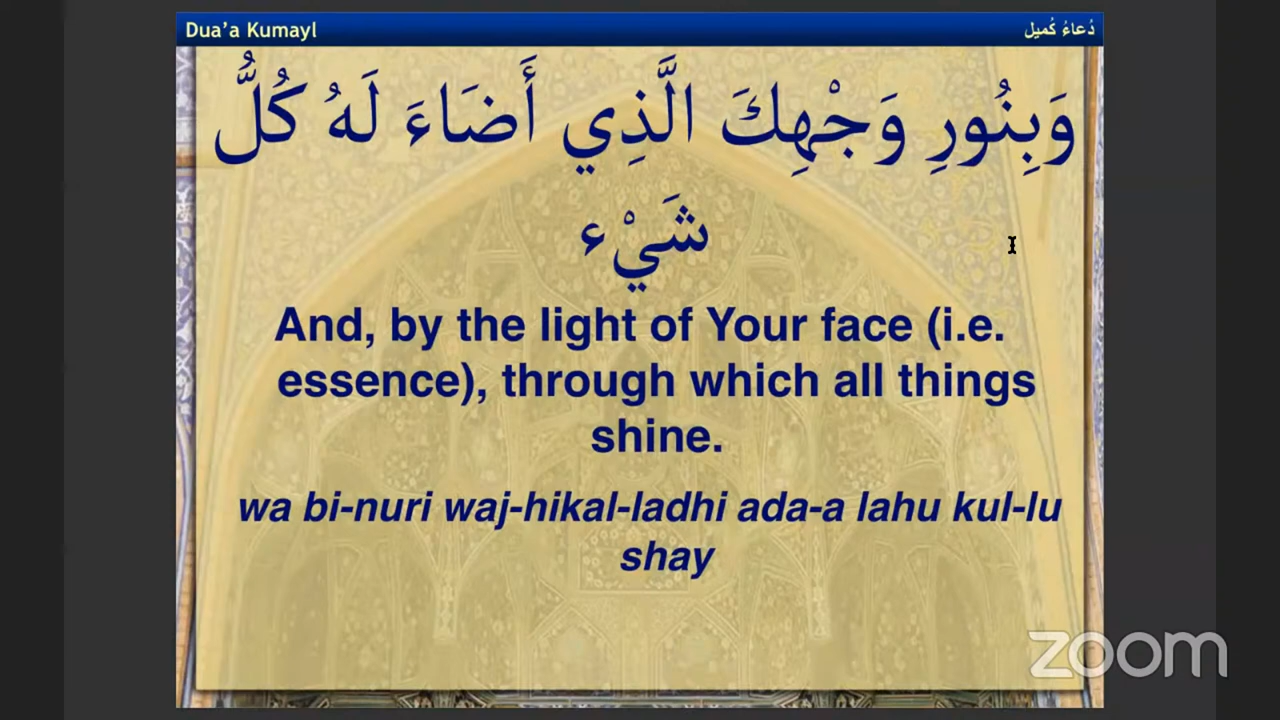 Dua’a Kumayl
دُعاءُ كُميل
وَبِنُورِ وَجْهِكَ الَّذِي أَضَاءَ لَهُ كُلُّ
شَيْء
And, by the light of Your face (i.e.
essence), through which all things
shine.
wa bi-nuri waj-hikal-ladhi ada-a lahu kul-lu
shay
zoom